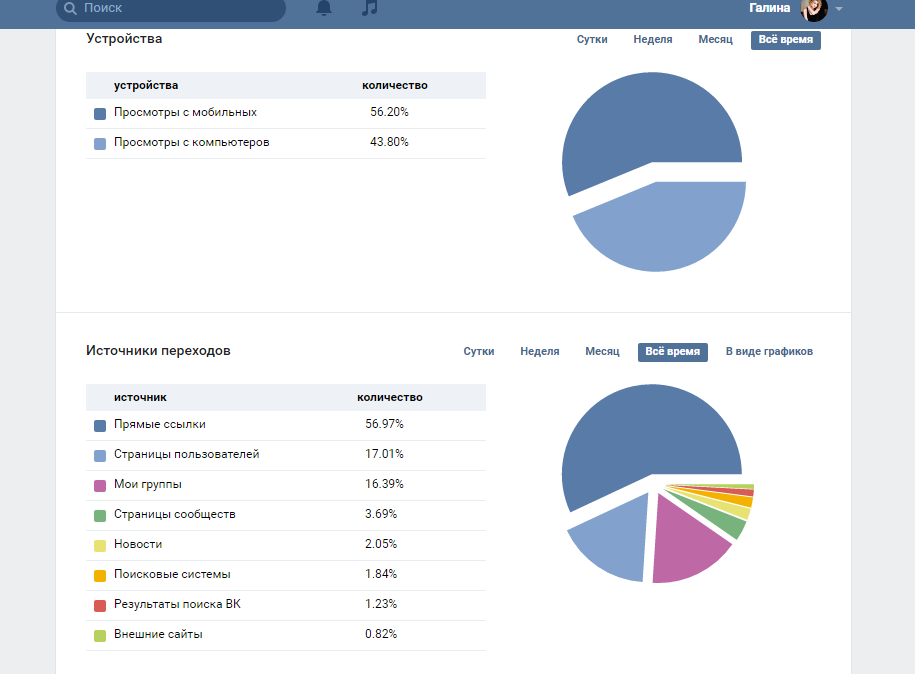 Поиск
Галина
Устройства
Сутки Неделя Месяц Всё время
устройства количество
Просмотры с мобильных 56.20%
Просмотры с компьютеров 43.80%
Источники переходов
Сутки Неделя Месяц Всё время В виде графиков
источник количество
Прямые ссылки 56.97%
Страницы пользователей 17.01%
Мои группы 16.39%
Страницы сообществ 3.69%
Новости 2.05%
Поисковые системы 1.84%
Результаты поиска ВК 1.23%
Внешние сайты 0.82%